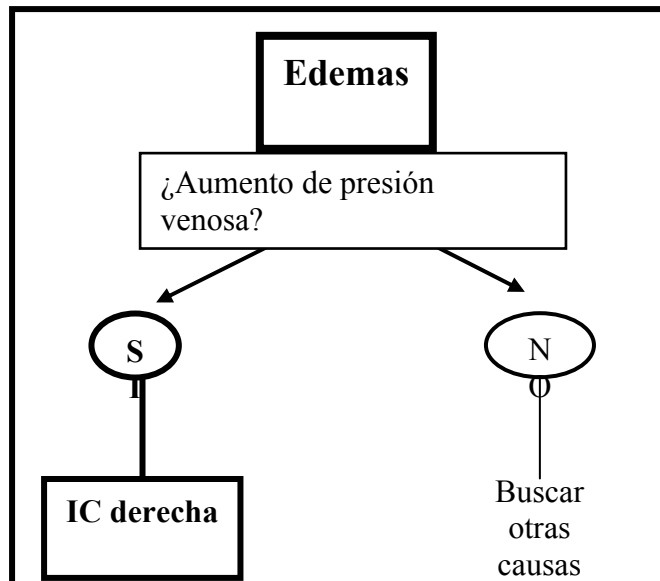 Edemas
¿Aumento de presión
venosa?
S
I
N
O
IC derecha
Buscar
otras
causas